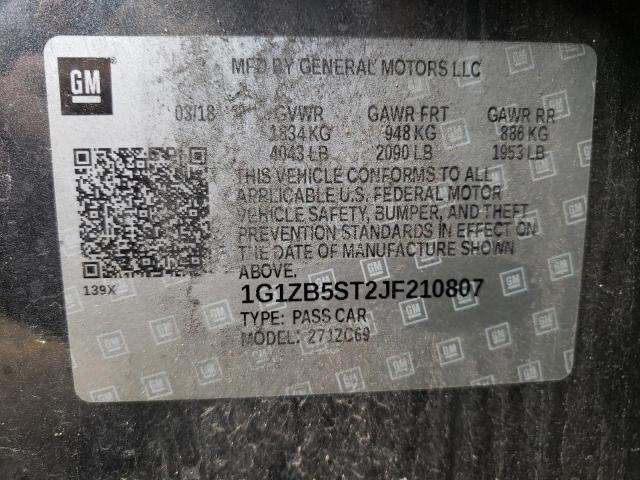 GM
MFD BY GENERAL MOTORS LLC
03/18 GVWR GAWR FRT GAWR RR
1834 KG 948 KG 886 KG
4043 LB 2090 LB 1953 LB
THIS VEHICLE CONFORMS TO ALL
APPLICABLE U.S. FEDERAL MOTOR
VEHICLE SAFETY, BUMPER, AND THEFT
PREVENTION STANDARDS IN EFFECT ON
THE DATE OF MANUFACTURE SHOWN
ABOVE.
139X
1G1ZB5ST2JF210807
TYPE: PASS CAR
MODEL: 271ZC69